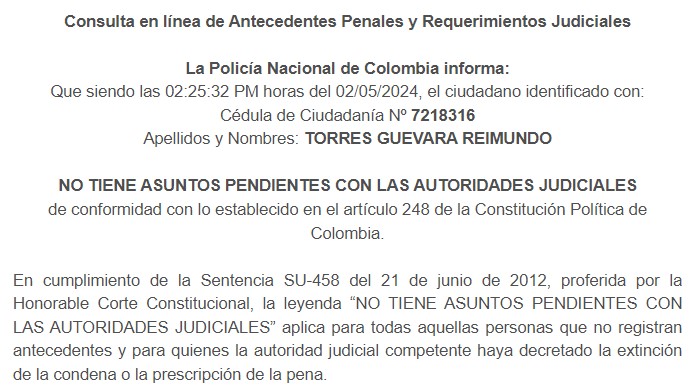 Consulta en línea de Antecedentes Penales y Requerimientos Judiciales
La Policía Nacional de Colombia informa:
Que siendo las 02:25:32 PM horas del 02/05/2024, el ciudadano identificado con:
Cédula de Ciudadanía Nº 7218316
Apellidos y Nombres: TORRES GUEVARA REIMUNDO
NO TIENE ASUNTOS PENDIENTES CON LAS AUTORIDADES JUDICIALES
de conformidad con lo establecido en el artículo 248 de la Constitución Política de
Colombia.
En cumplimiento de la Sentencia SU-458 del 21 de junio de 2012, proferida por la
Honorable Corte Constitucional, la leyenda “NO TIENE ASUNTOS PENDIENTES CON
LAS AUTORIDADES JUDICIALES” aplica para todas aquellas personas que no registran
antecedentes y para quienes la autoridad judicial competente haya decretado la extinción
de la condena o la prescripción de la pena.